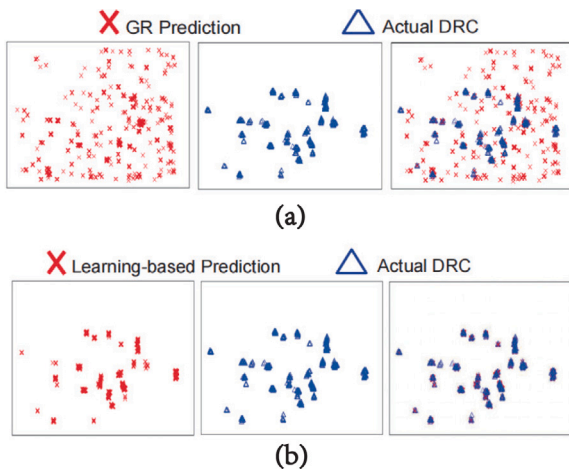 GR Prediction Actual DRC
(a)
Learning-based Prediction Actual DRC
(b)